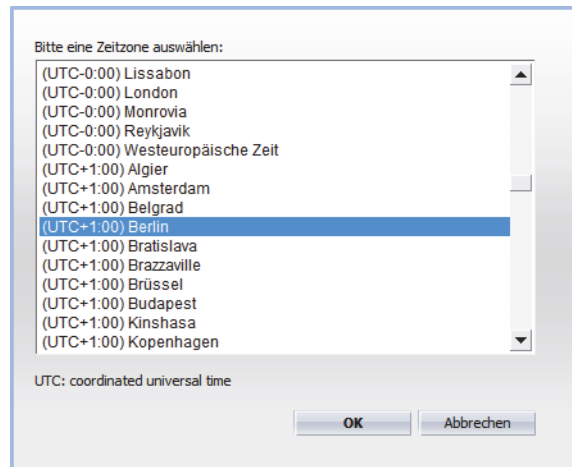 Bitte eine Zeitzone auswählen:
(UTC-0:00) Lissabon
(UTC-0:00) London
(UTC-0:00) Monrovia
(UTC-0:00) Reykjavik
(UTC-0:00) Westeuropäische Zeit
(UTC+1:00) Algier
(UTC+1:00) Amsterdam
(UTC+1:00) Belgrad
(UTC+1:00) Berlin
(UTC+1:00) Bratislava
(UTC+1:00) Brazzaville
(UTC+1:00) Brüssel
(UTC+1:00) Budapest
(UTC+1:00) Kinshasa
(UTC+1:00) Kopenhagen
UTC: coordinated universal time
OK Abbrechen